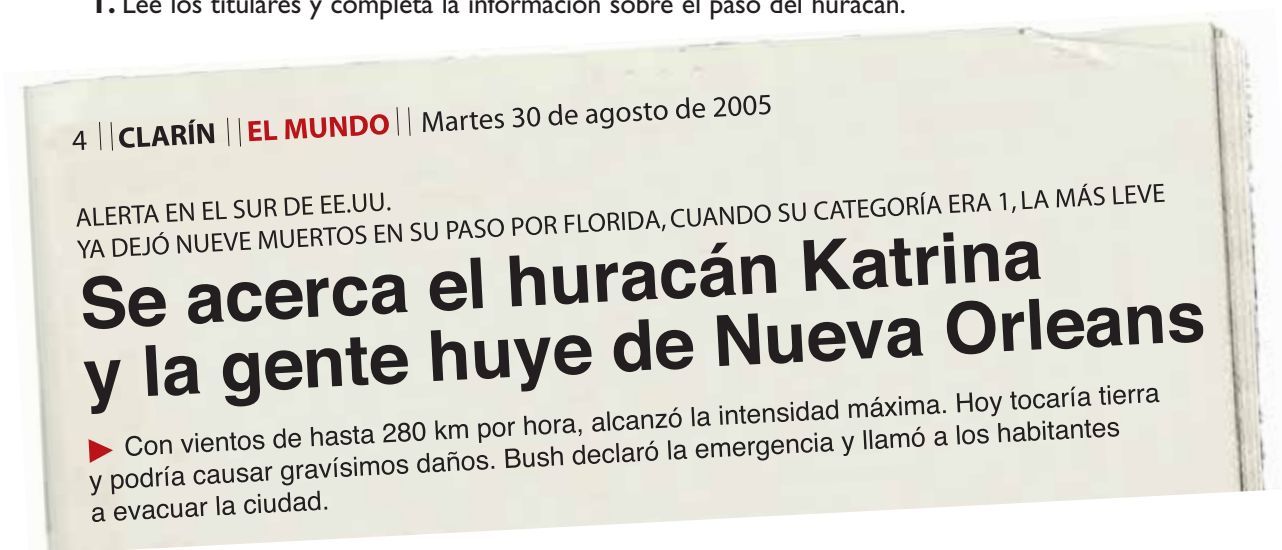 1. Lee los titulares y completa la información sobre el paso del huracán.
4 || CLARÍN || EL MUNDO || Martes 30 de agosto de 2005
ALERTA EN EL SUR DE EE.UU.
YA DEJÓ NUEVE MUERTOS EN SU PASO POR FLORIDA, CUANDO SU CATEGORÍA ERA 1, LA MÁS LEVE
Se acerca el huracán Katrina
y la gente huye de Nueva Orleans
► Con vientos de hasta 280 km por hora, alcanzó la intensidad máxima. Hoy tocaría tierra
y podría causar gravísimos daños. Bush declaró la emergencia y llamó a los habitantes
a evacuar la ciudad.